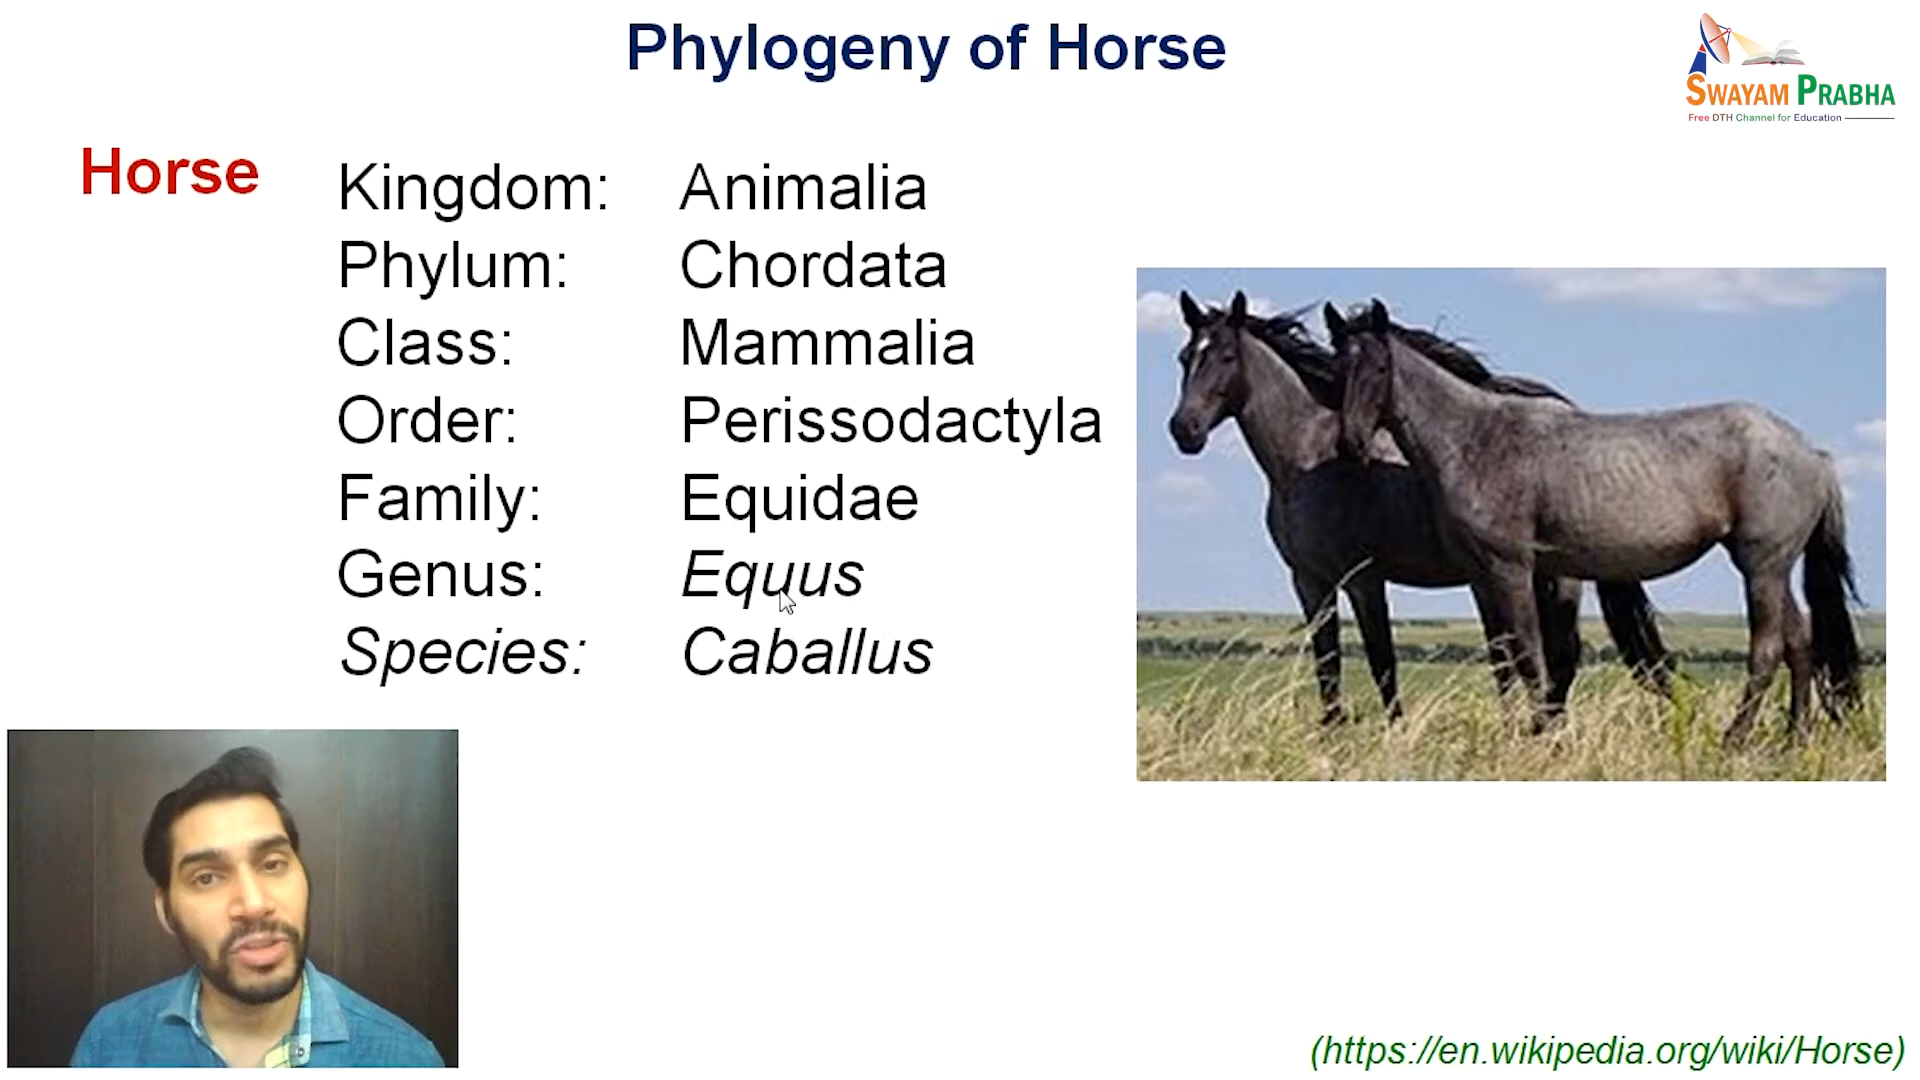 Phylogeny of Horse
SWAYAM PRABHA
Free DTH Channel for Education
Horse
Kingdom: Animalia
Phylum: Chordata
Class: Mammalia
Order: Perissodactyla
Family: Equidae
Genus: Equus
Species: Caballus
(https://en.wikipedia.org/wiki/Horse)